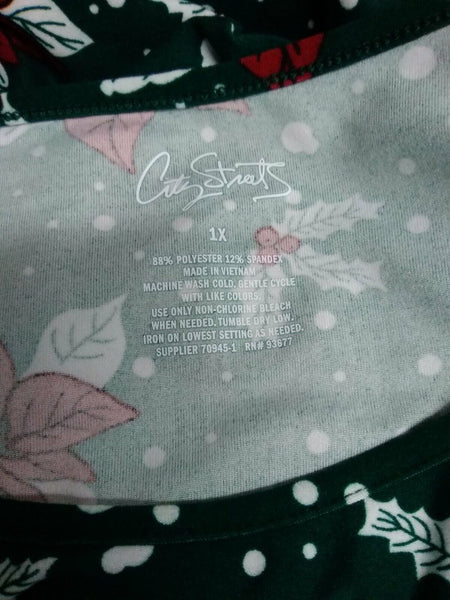 City Streets
1X
88% POLYESTER 12% SPANDEX
MADE IN VIETNAM
MACHINE WASH COLD. GENTLE CYCLE
WITH LIKE COLORS.
USE ONLY NON-CHLORINE BLEACH
WHEN NEEDED. TUMBLE DRY LOW.
IRON ON LOWEST SETTING AS NEEDED.
SUPPLIER 70945-1 RN# 93677